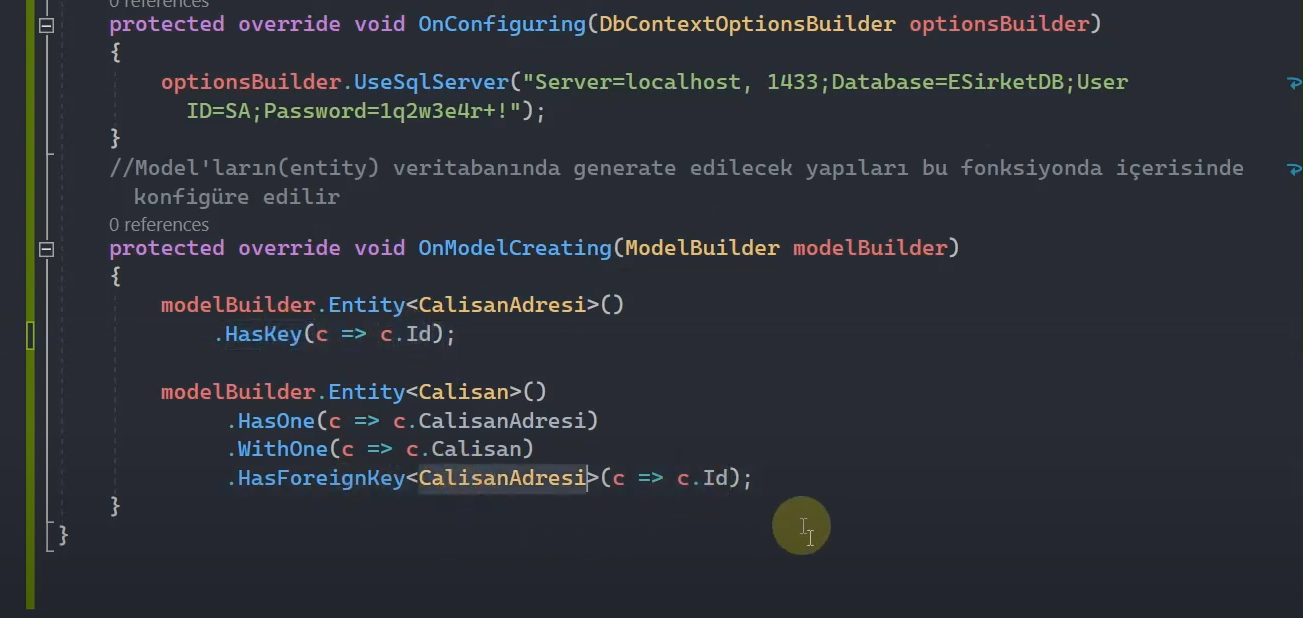 0 references
protected override void OnConfiguring(DbContextOptionsBuilder optionsBuilder)
{
optionsBuilder.UseSqlServer("Server=localhost, 1433;Database=ESirketDB;User
ID=SA;Password=1q2w3e4r+!");
}
//Model'ların(entity) veritabanında generate edilecek yapıları bu fonksiyonda içerisinde
konfigüre edilir
0 references
protected override void OnModelCreating(ModelBuilder modelBuilder)
{
modelBuilder.Entity<CalisanAdresi>()
.HasKey(c => c.Id);
modelBuilder.Entity<Calisan>()
.HasOne(c => c.CalisanAdresi)
.WithOne(c => c.Calisan)
.HasForeignKey<CalisanAdresi>(c => c.Id);
}
}